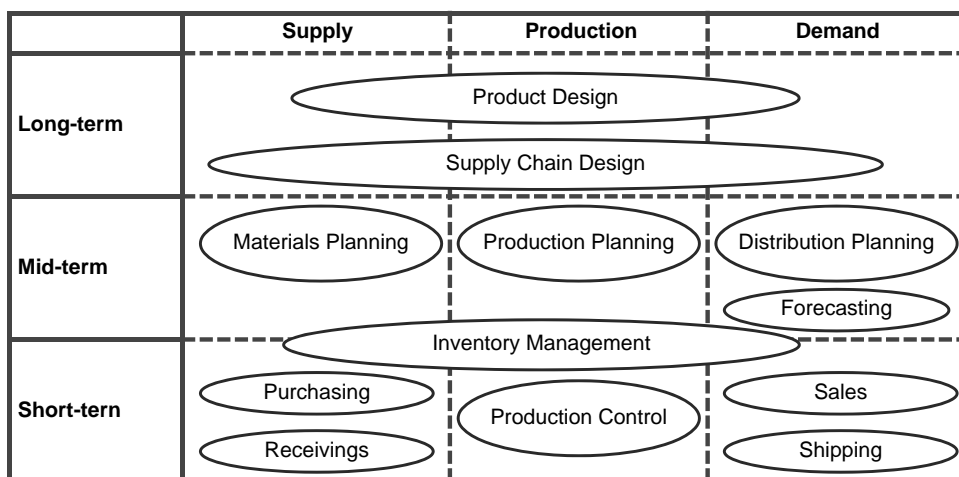 Supply Production Demand
Long-term
Product Design
Supply Chain Design
Mid-term
Materials Planning Production Planning Distribution Planning
Forecasting
Inventory Management
Short-tern
Purchasing Production Control Sales
Receivings Shipping